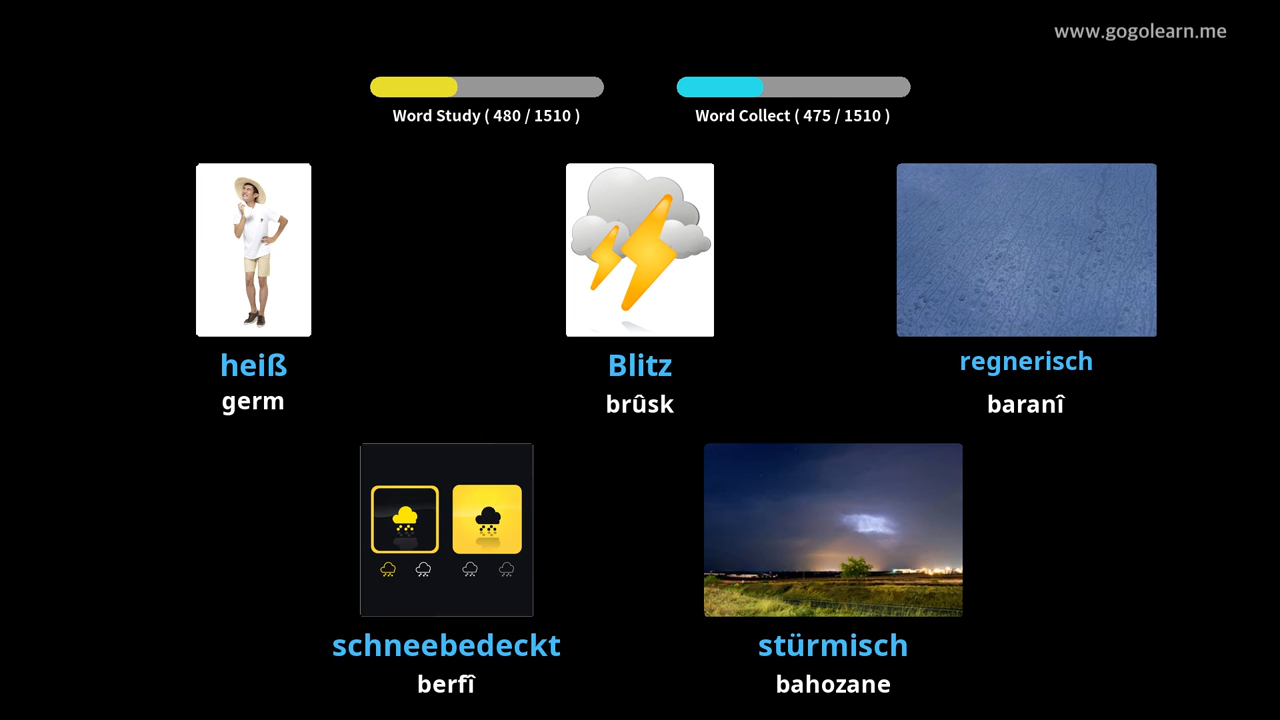 www.gogolearn.me
Word Study ( 480 / 1510 )
Word Collect ( 475 / 1510 )
heiß
germ
Blitz
brûsk
regnerisch
baranî
schneebedeckt
berfî
stürmisch
bahozane